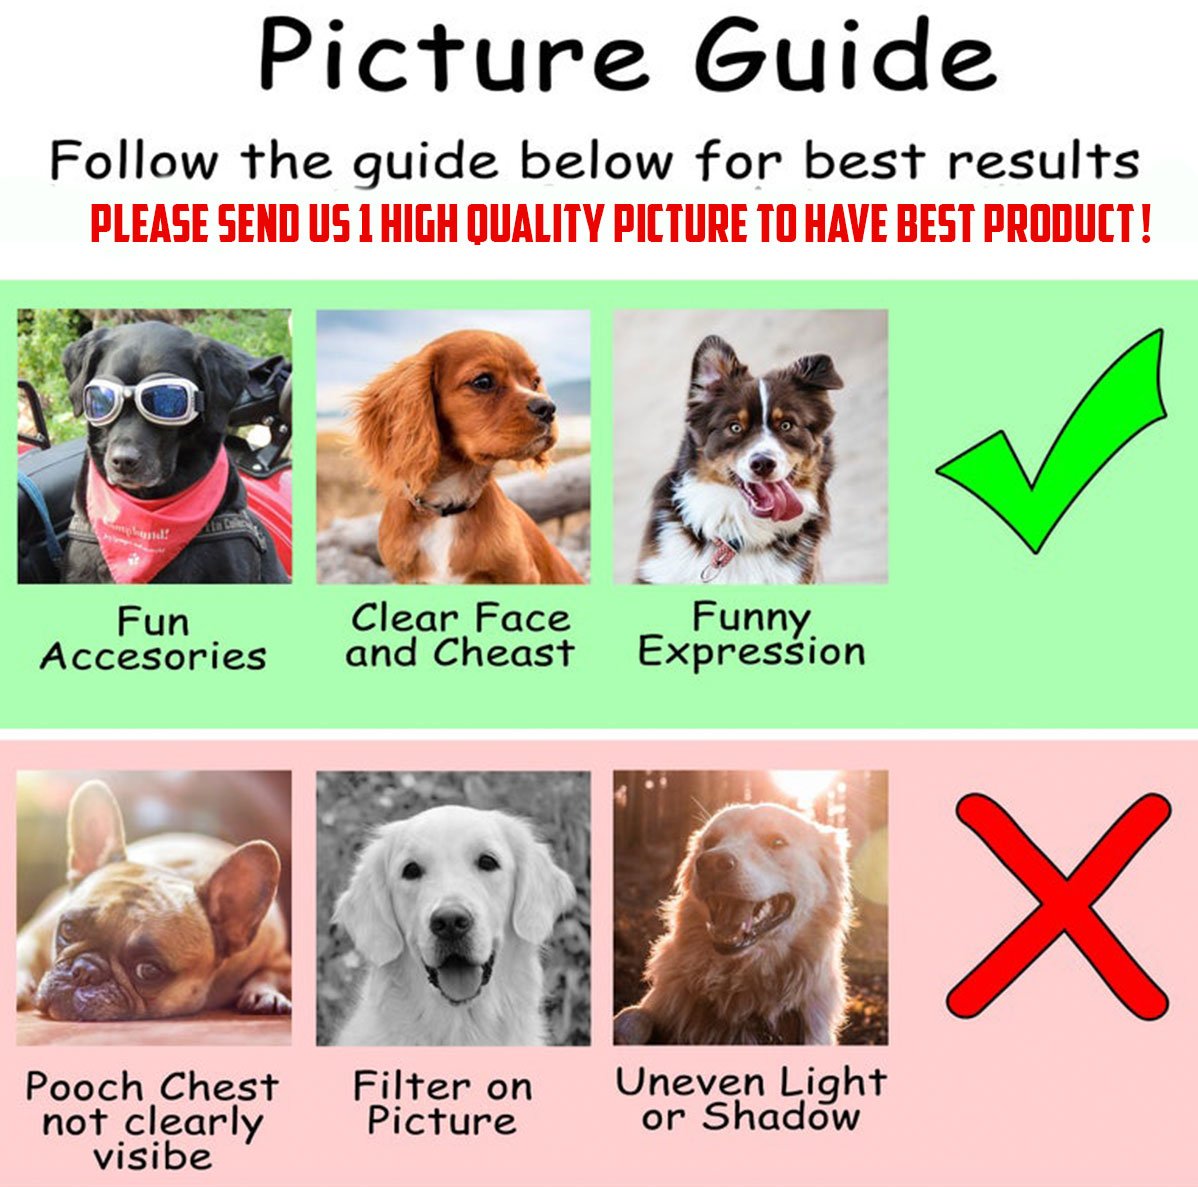 Picture Guide
Follow the guide below for best results
PLEASE SEND US 1 HIGH QUALITY PICTURE TO HAVE BEST PRODUCT!
Fun
Accesories
Clear Face
and Cheast
Funny
Expression
Pooch Chest
not clearly
visibe
Filter on
Picture
Uneven Light
or Shadow